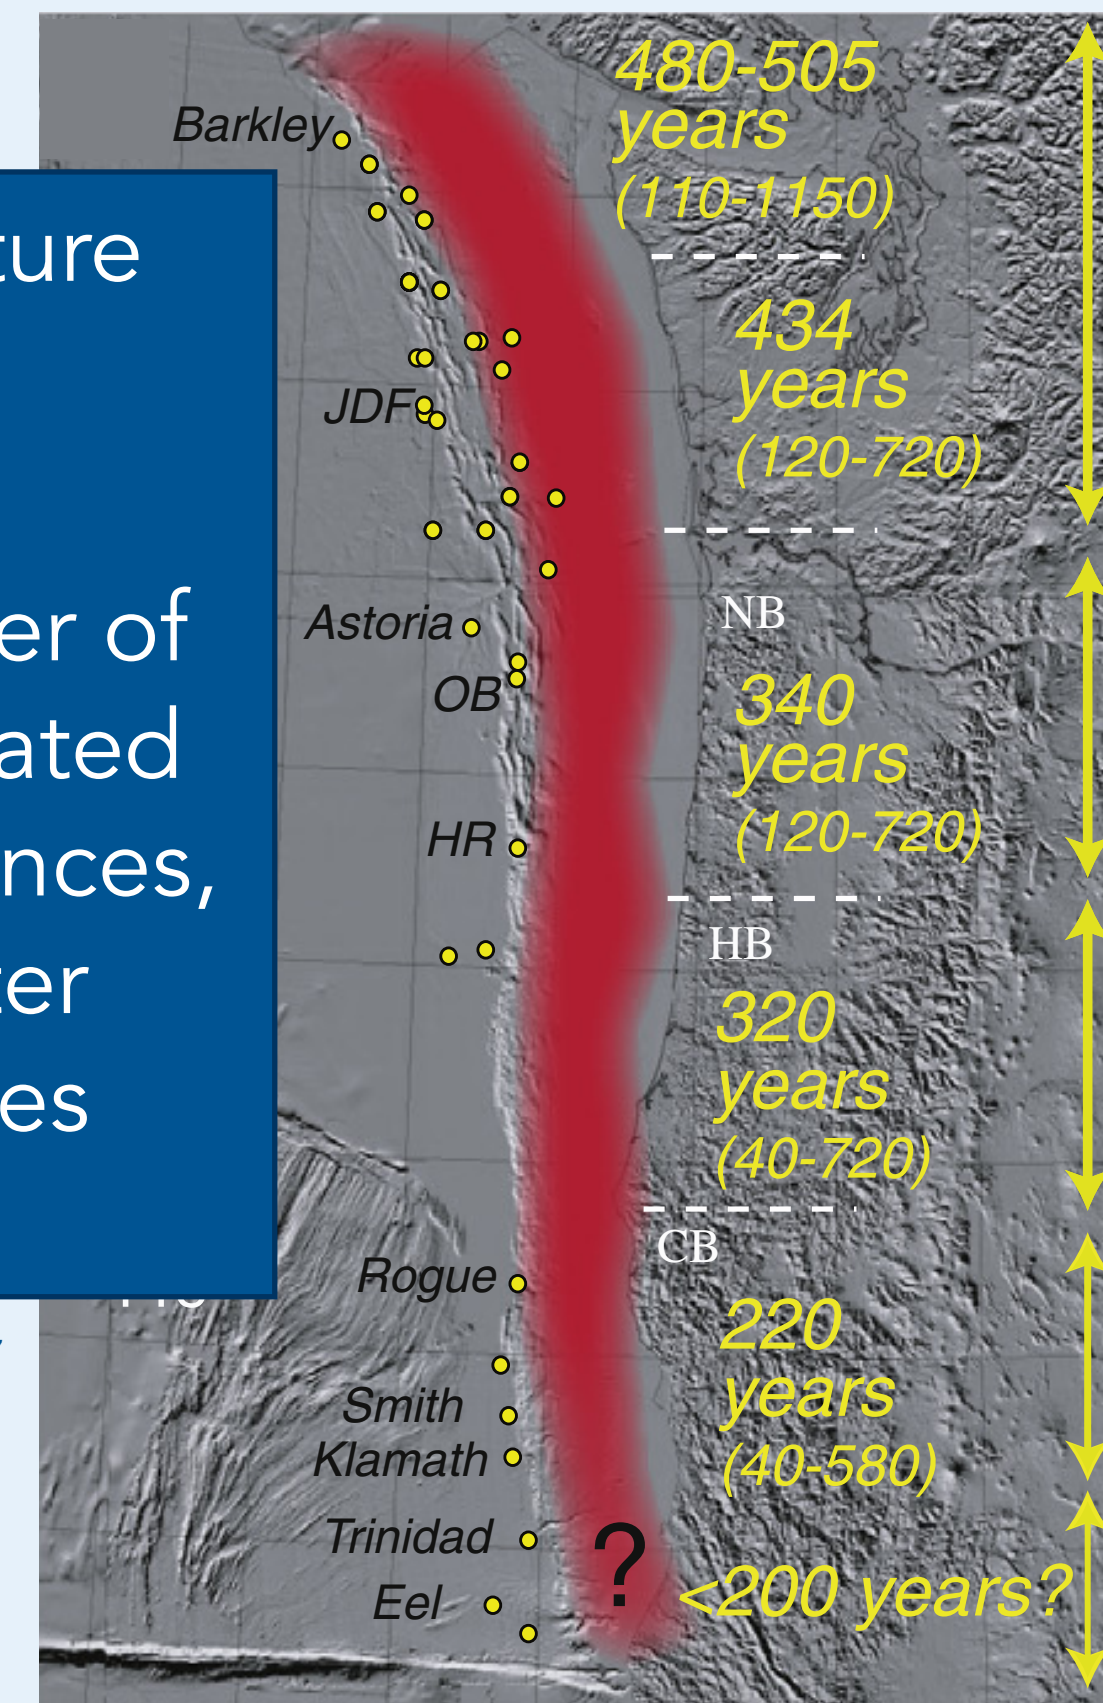 480-505
years
(110-1150)
Barkley
ture
434
years
(120-720)
JDF
er of
NB
Astoria
340
years
(120-720)
OB
ated
HR
nces,
HB
ter
320
years
(40-720)
es
CB
Rogue
220
years
(40-580)
Smith
Klamath
Trinidad
?
<200 years?
Eel